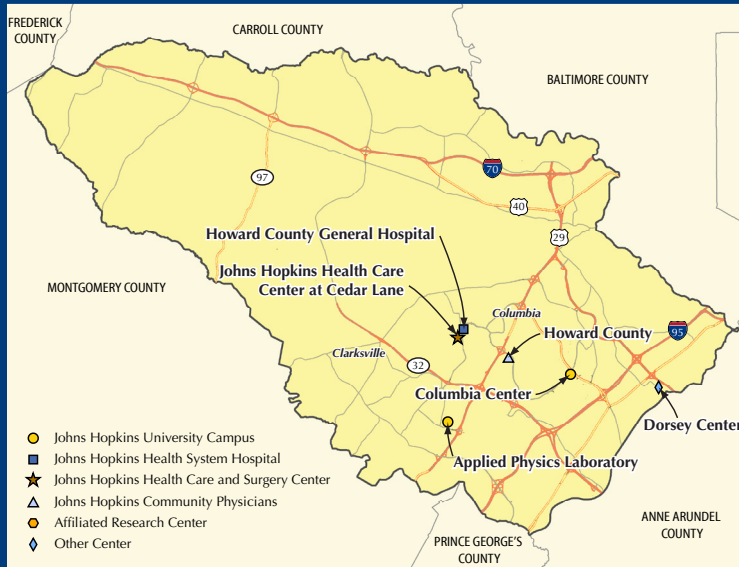 FREDERICK
COUNTY
CARROLL COUNTY
BALTIMORE COUNTY
70
97
40
Howard County General Hospital
29
Johns Hopkins Health Care
Center at Cedar Lane
MONTGOMERY COUNTY
Columbia
95
Howard County
Clarksville
32
Columbia Center
Dorsey Center
Johns Hopkins University Campus
Johns Hopkins Health System Hospital
Applied Physics Laboratory
Johns Hopkins Health Care and Surgery Center
Johns Hopkins Community Physicians
Affiliated Research Center
ANNE ARUNDEL
COUNTY
Other Center
PRINCE GEORGE'S
COUNTY